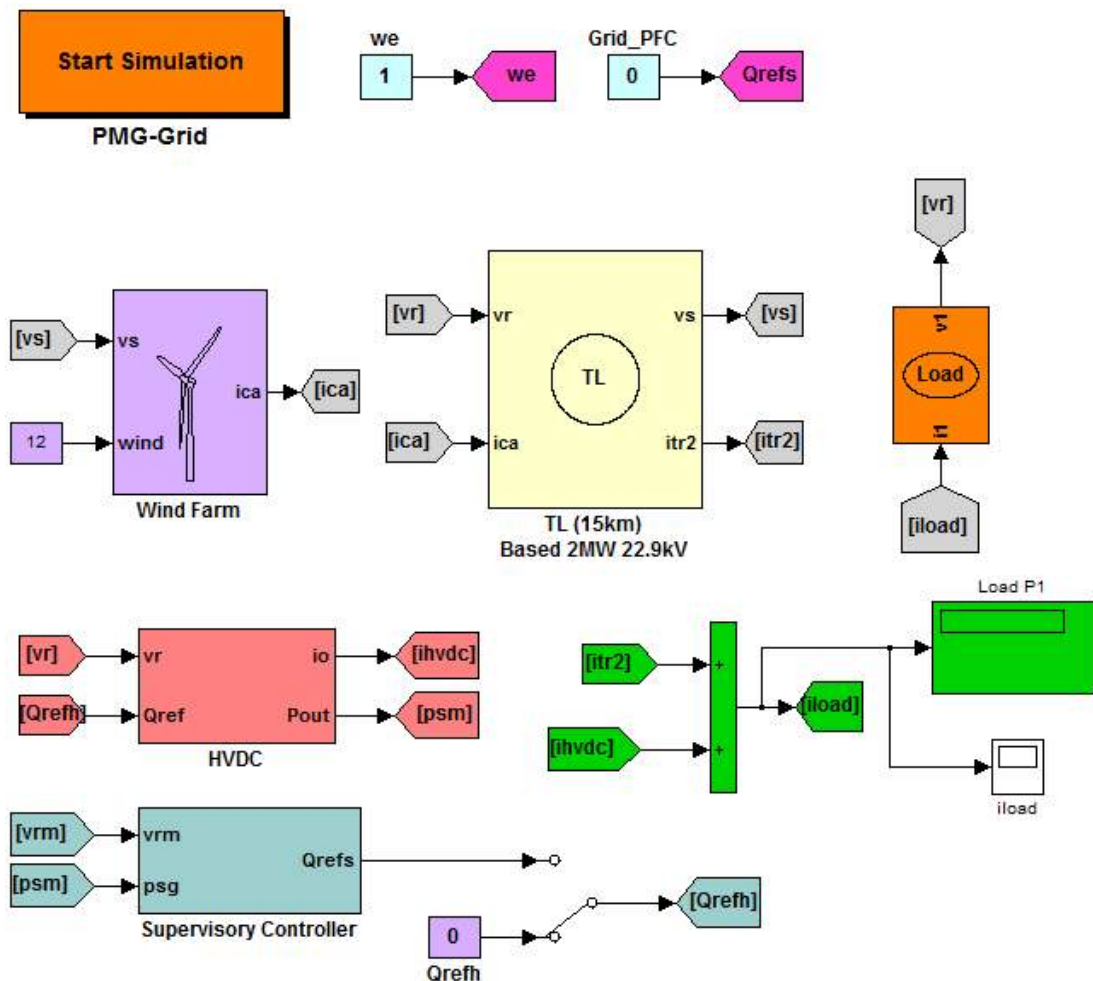 Start Simulation
PMG-Grid
we
1
we
Grid_PFC
0
Qrefs
[vr]
v1
Load
i1
[iload]
[vs]
vs
12
wind
ica
[ica]
Wind Farm
[vr]
vr
[ica]
ica
TL
vs
[vs]
itr2
[itr2]
TL (15km)
Based 2MW 22.9kV
[vr]
vr
[Qrefh]
Qref
io
[ihvdc]
Pout
[psm]
HVDC
[itr2]
+
[ihvdc]
+
[iload]
Load P1
iload
[vrm]
vrm
[psm]
psg
Qrefs
Supervisory Controller
0
Qrefh
[Qrefh]